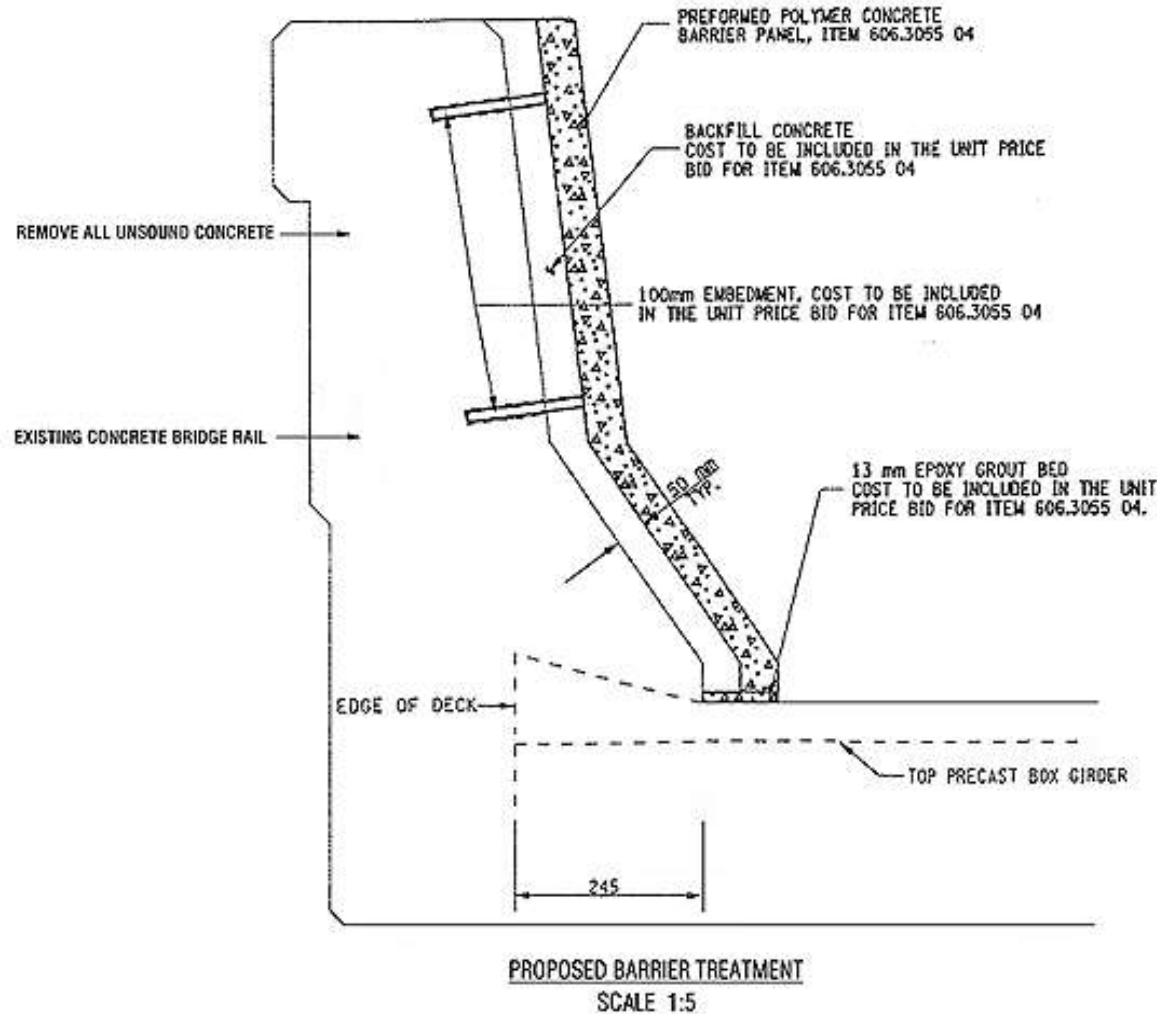 PREFORMED POLYMER CONCRETE
BARRIER PANEL, ITEM 606.3055 04
BACKFILL CONCRETE
COST TO BE INCLUDED IN THE UNIT PRICE
BID FOR ITEM 606.3055 04
REMOVE ALL UNSOUND CONCRETE
100mm EMBEDMENT, COST TO BE INCLUDED
IN THE UNIT PRICE BID FOR ITEM 606.3055 04
EXISTING CONCRETE BRIDGE RAIL
50 mm
TYP.
13 mm EPOXY GROUT BED
COST TO BE INCLUDED IN THE UNIT
PRICE BID FOR ITEM 606.3055 04.
EDGE OF DECK
TOP PRECAST BOX GIRDER
245
PROPOSED BARRIER TREATMENT
SCALE 1:5